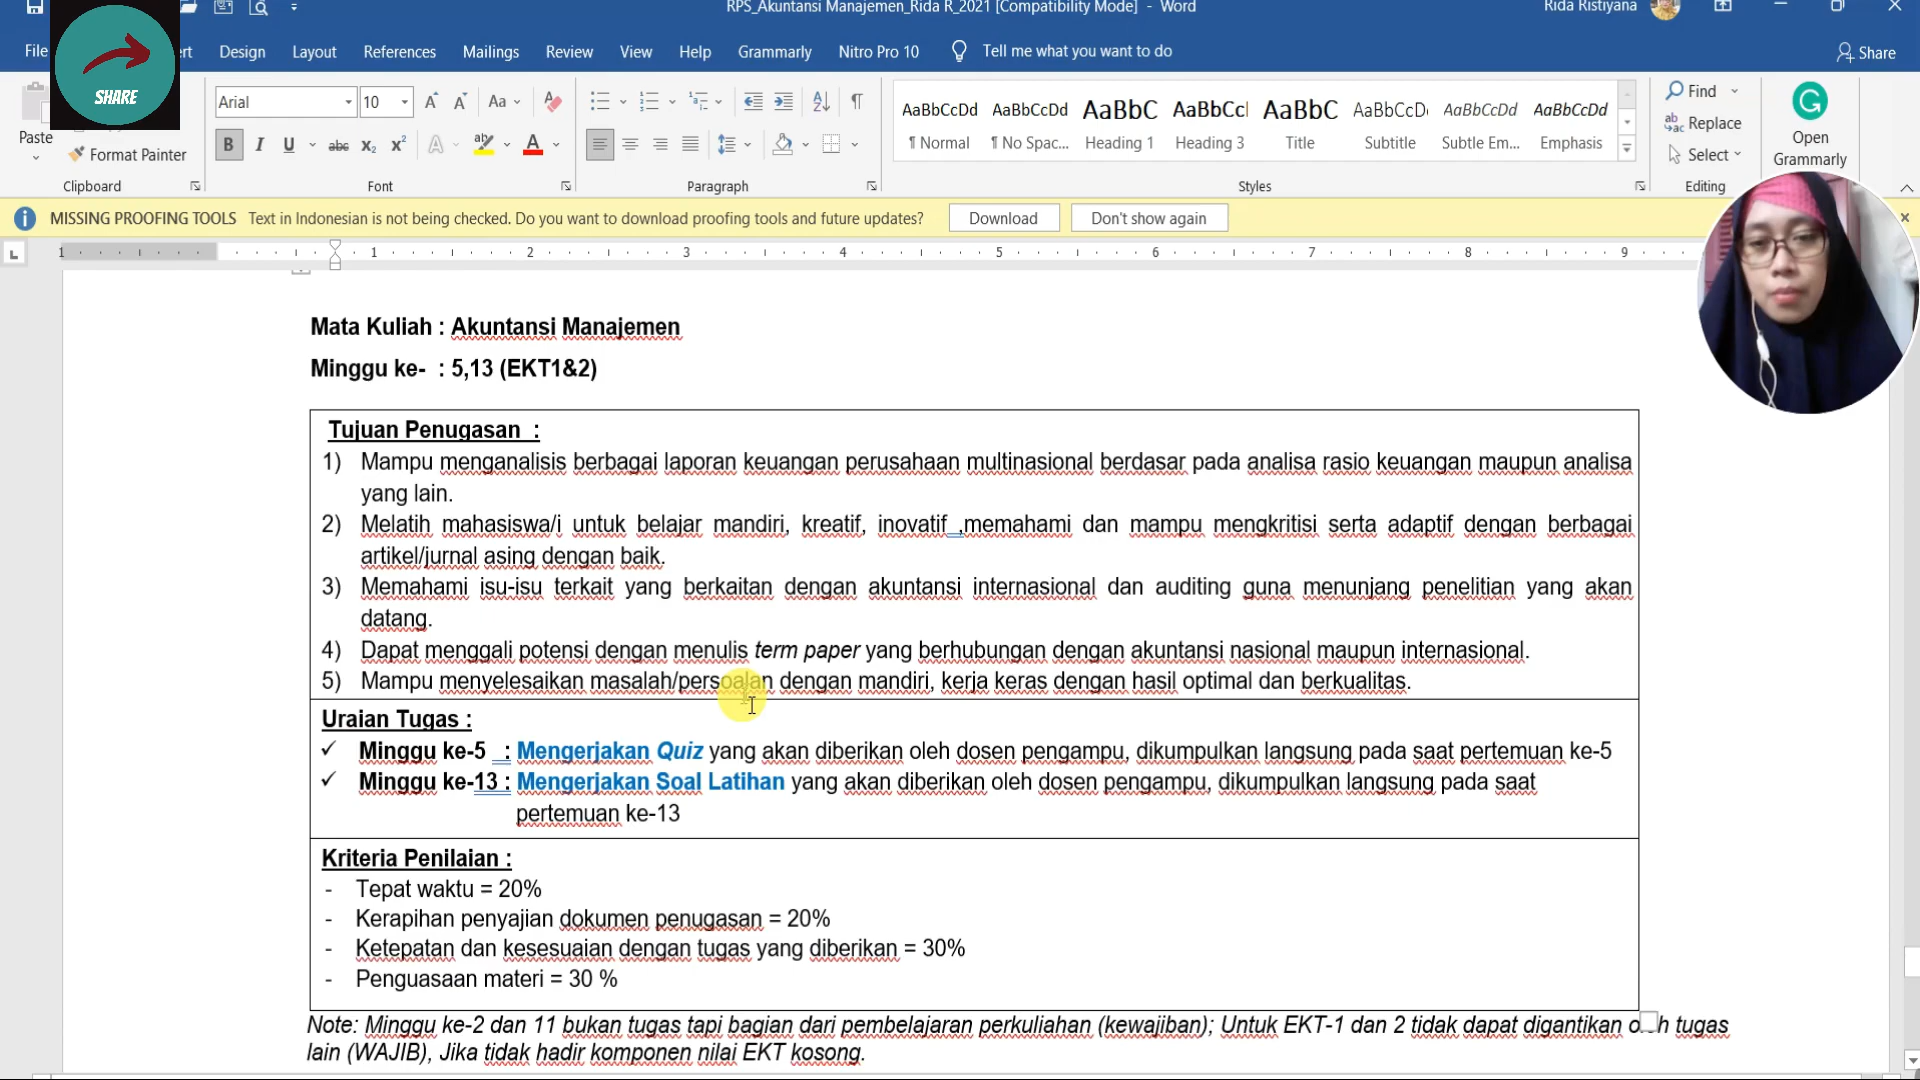 RPS_Akuntansi Manajemen_Rida R_2021 [Compatibility Mode] - Word
Rida Ristiyana
File
Design
Layout
References
Mailings
Review
View
Help
Grammarly
Nitro Pro 10
Tell me what you want to do
Share
SHARE
Paste
Format Painter
Clipboard
Arial
10
Aa
B I U abc X₂ X²
Font
Paragraph
AaBbCcDd AaBbCcDd AaBbC AaBbCcl AaBbC AaBbCcD AaBbCcDd AaBbCcDd
¶ Normal ¶ No Spac... Heading 1 Heading 3 Title Subtitle Subtle Em... Emphasis
Styles
Find
Replace
Select
Editing
Open
Grammarly
MISSING PROOFING TOOLS Text in Indonesian is not being checked. Do you want to download proofing tools and future updates?
Download
Don't show again
1 1 2 3 4 5 6 7 8 9
Mata Kuliah : Akuntansi Manajemen
Minggu ke- : 5,13 (EKT1&2)
Tujuan Penugasan :
1) Mampu menganalisis berbagai laporan keuangan perusahaan multinasional berdasar pada analisa rasio keuangan maupun analisa
yang lain.
2) Melatih mahasiswa/i untuk belajar mandiri, kreatif, inovatif ,memahami dan mampu mengkritisi serta adaptif dengan berbagai
artikel/jurnal asing dengan baik.
3) Memahami isu-isu terkait yang berkaitan dengan akuntansi internasional dan auditing guna menunjang penelitian yang akan
datang.
4) Dapat menggali potensi dengan menulis term paper yang berhubungan dengan akuntansi nasional maupun internasional.
5) Mampu menyelesaikan masalah/persoalan dengan mandiri, kerja keras dengan hasil optimal dan berkualitas.
Uraian Tugas :
✓ Minggu ke-5 : Mengerjakan Quiz yang akan diberikan oleh dosen pengampu, dikumpulkan langsung pada saat pertemuan ke-5
✓ Minggu ke-13 : Mengerjakan Soal Latihan yang akan diberikan oleh dosen pengampu, dikumpulkan langsung pada saat
pertemuan ke-13
Kriteria Penilaian :
- Tepat waktu = 20%
- Kerapihan penyajian dokumen penugasan = 20%
- Ketepatan dan kesesuaian dengan tugas yang diberikan = 30%
- Penguasaan materi = 30 %
Note: Minggu ke-2 dan 11 bukan tugas tapi bagian dari pembelajaran perkuliahan (kewajiban); Untuk EKT-1 dan 2 tidak dapat digantikan oleh tugas
lain (WAJIB), Jika tidak hadir komponen nilai EKT kosong.